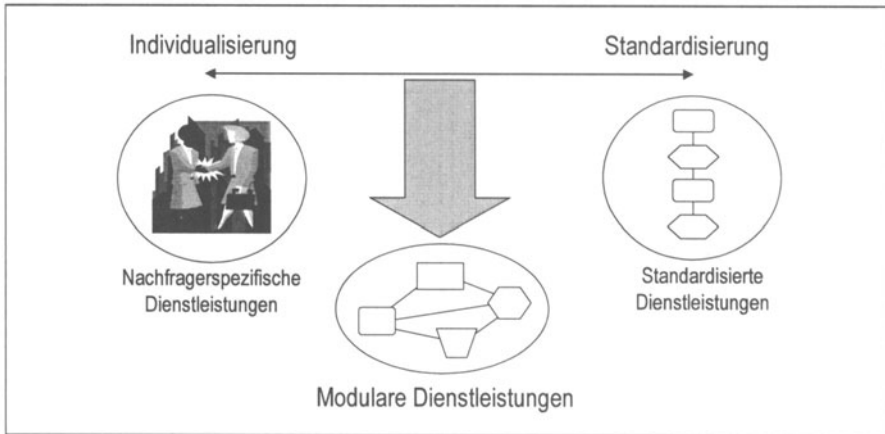 Individualisierung
Standardisierung
Nachfragerspezifische
Dienstleistungen
Standardisierte
Dienstleistungen
Modulare Dienstleistungen